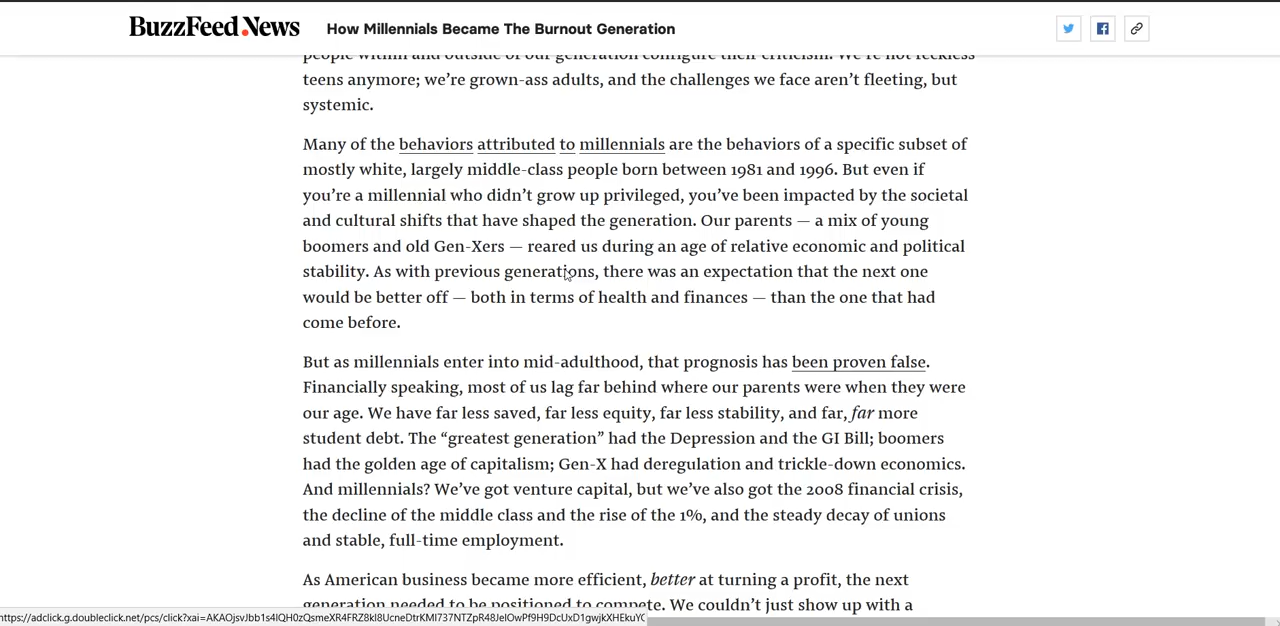 BuzzFeed News
How Millennials Became The Burnout Generation
people within and outside of our generation configure their criticism. We're not reckless
teens anymore; we're grown-ass adults, and the challenges we face aren't fleeting, but
systemic.
Many of the behaviors attributed to millennials are the behaviors of a specific subset of
mostly white, largely middle-class people born between 1981 and 1996. But even if
you're a millennial who didn't grow up privileged, you've been impacted by the societal
and cultural shifts that have shaped the generation. Our parents — a mix of young
boomers and old Gen-Xers — reared us during an age of relative economic and political
stability. As with previous generations, there was an expectation that the next one
would be better off — both in terms of health and finances — than the one that had
come before.
But as millennials enter into mid-adulthood, that prognosis has been proven false.
Financially speaking, most of us lag far behind where our parents were when they were
our age. We have far less saved, far less equity, far less stability, and far, far more
student debt. The “greatest generation” had the Depression and the GI Bill; boomers
had the golden age of capitalism; Gen-X had deregulation and trickle-down economics.
And millennials? We've got venture capital, but we've also got the 2008 financial crisis,
the decline of the middle class and the rise of the 1%, and the steady decay of unions
and stable, full-time employment.
As American business became more efficient, better at turning a profit, the next
generation needed to be positioned to compete. We couldn't just show up with a